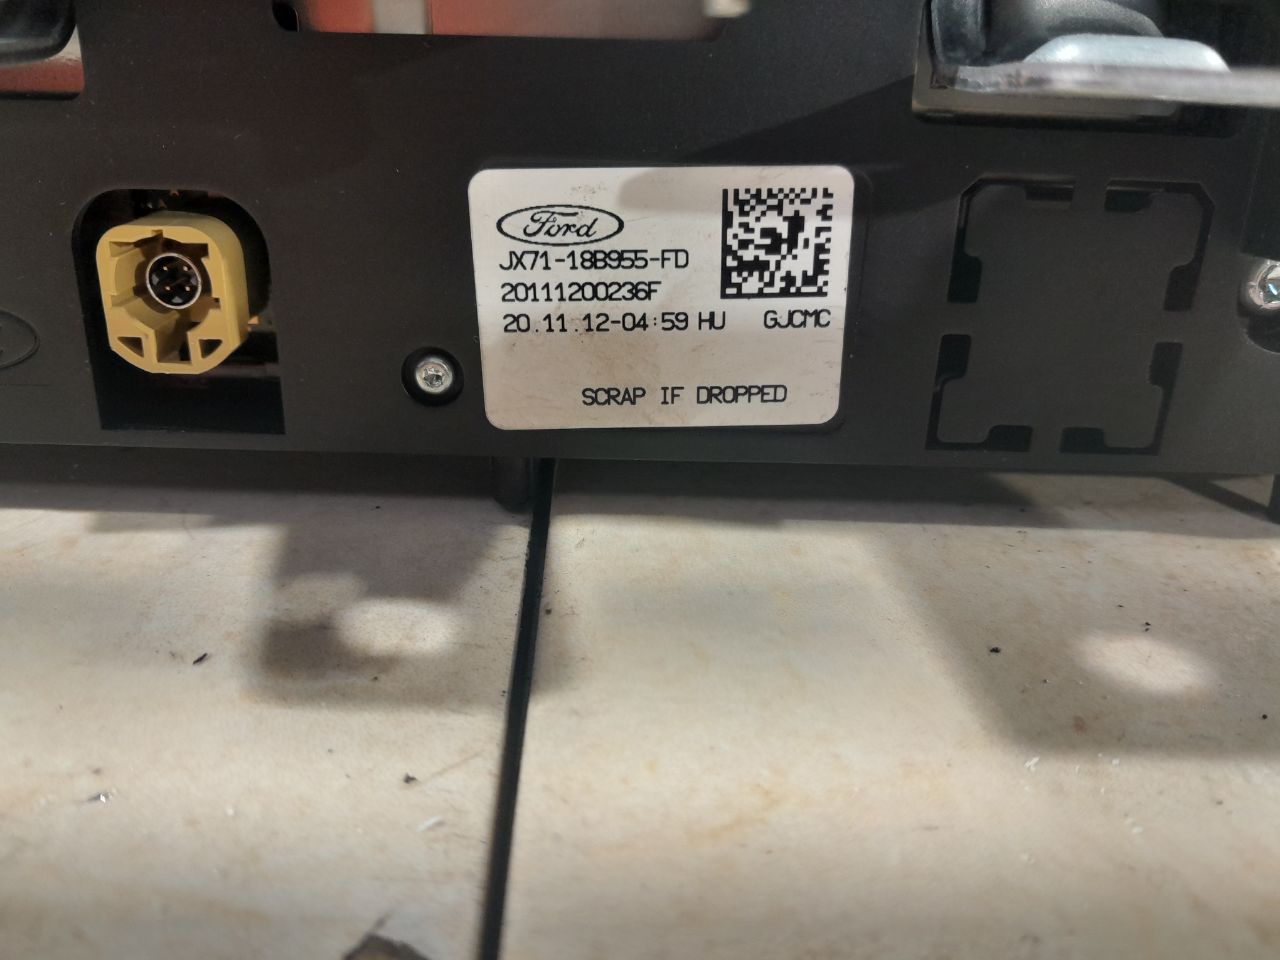 Ford
JX71-18B955-FD
20111200236F
20.11.12-04:59 HU GJCMC
SCRAP IF DROPPED